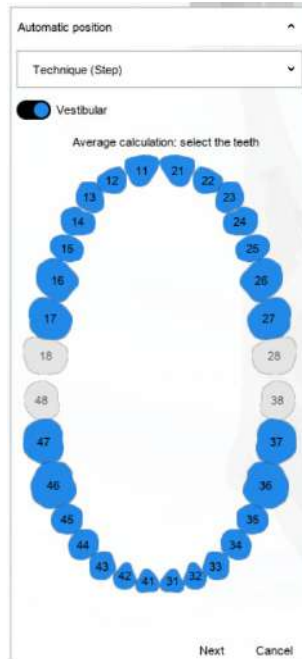 Automatic position
Technique (Step)
Vestibular
Average calculation: select the teeth
11 21
12 22
13 23
14 24
15 25
16 26
17 27
18 28
48 38
47 37
46 36
45 35
44 34
43 33
42 41 31 32
Next Cancel